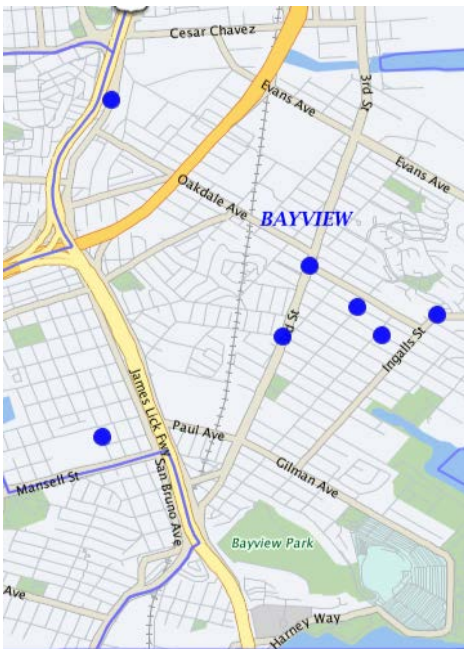 Cesar Chavez
3rd St
Evans Ave
Evans Ave
Oakdale Ave
BAYVIEW
d St
Ingalls St
James Lick Fwy
Paul Ave
Mansell St
San Bruno Ave
Gilman Ave
Bayview Park
Ave
Harney Way